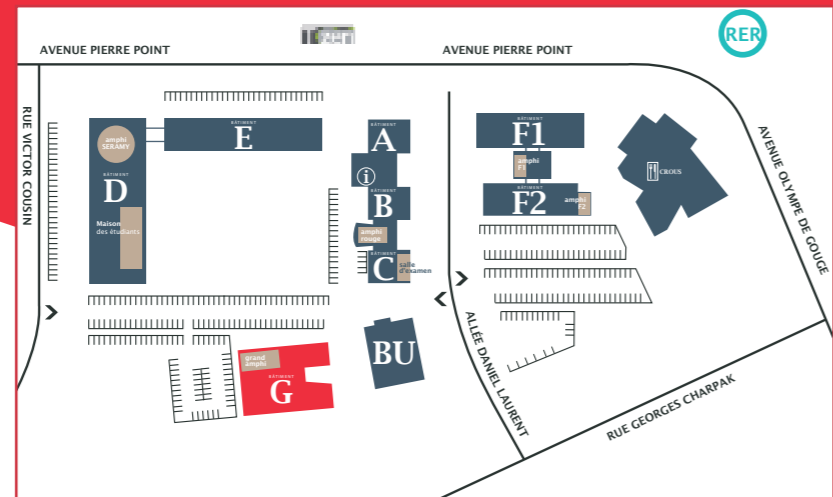 RER
AVENUE PIERRE POINT
AVENUE PIERRE POINT
RUE VICTOR COUSIN
AVENUE OLYMPE DE GOUGE
amphi
SERAMY
BÂTIMENT
E
BÂTIMENT
A
i
BÂTIMENT
F1
amphi
F1
CROUS
BÂTIMENT
D
Maison
des étudiants
BÂTIMENT
B
BÂTIMENT
F2
amphi
F2
amphi
rouge
BÂTIMENT
C
salle
d'examen
BU
grand
amphi
BÂTIMENT
G
ALLÉE DANIEL LAURENT
RUE GEORGES CHARPAK